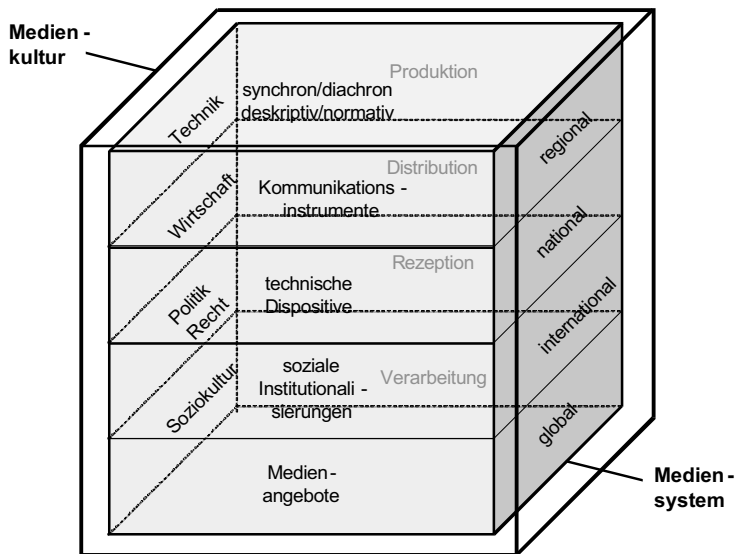 Medien -
kultur
Produktion
synchron/diachron
deskriptiv/normativ
Technik
regional
Distribution
Kommunikations -
instrumente
Wirtschaft
national
Rezeption
technische
Dispositive
Politik
Recht
international
soziale
Institutionali -
sierungen
Verarbeitung
Soziokultur
global
Medien -
angebote
Medien -
system